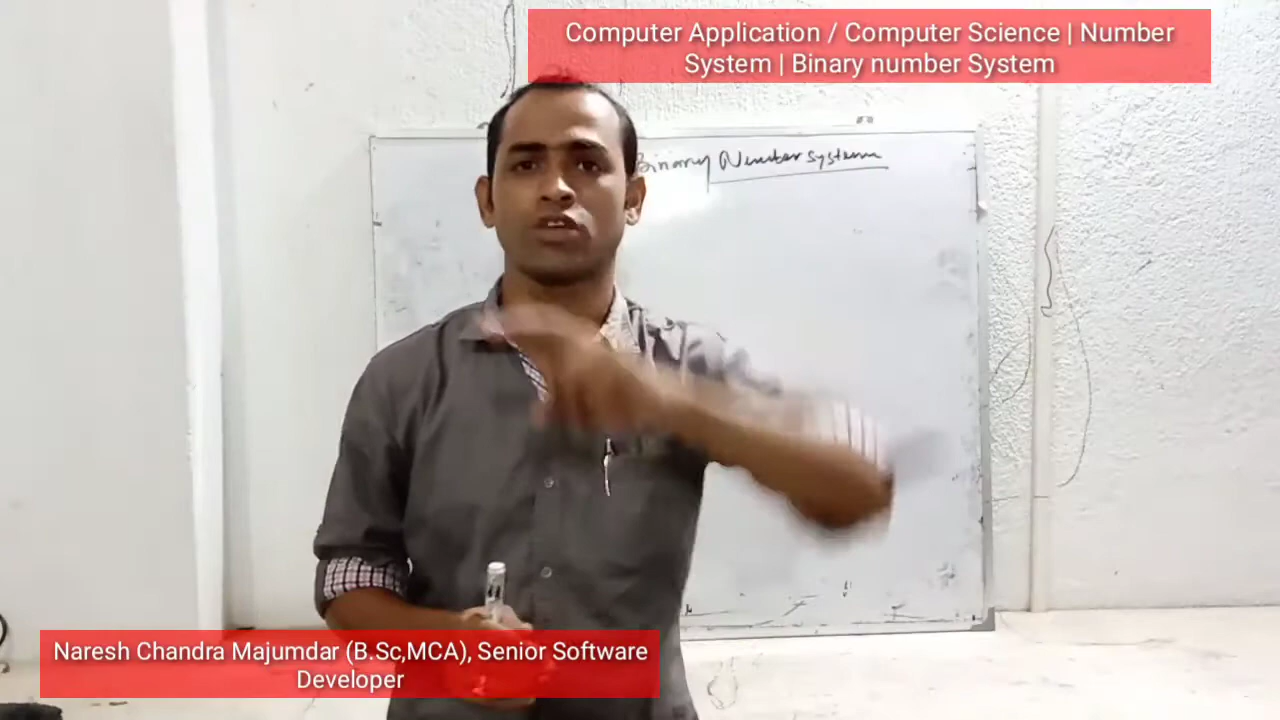 Computer Application / Computer Science | Number
System | Binary number System
Binary Number System
Naresh Chandra Majumdar (B.Sc,MCA), Senior Software
Developer